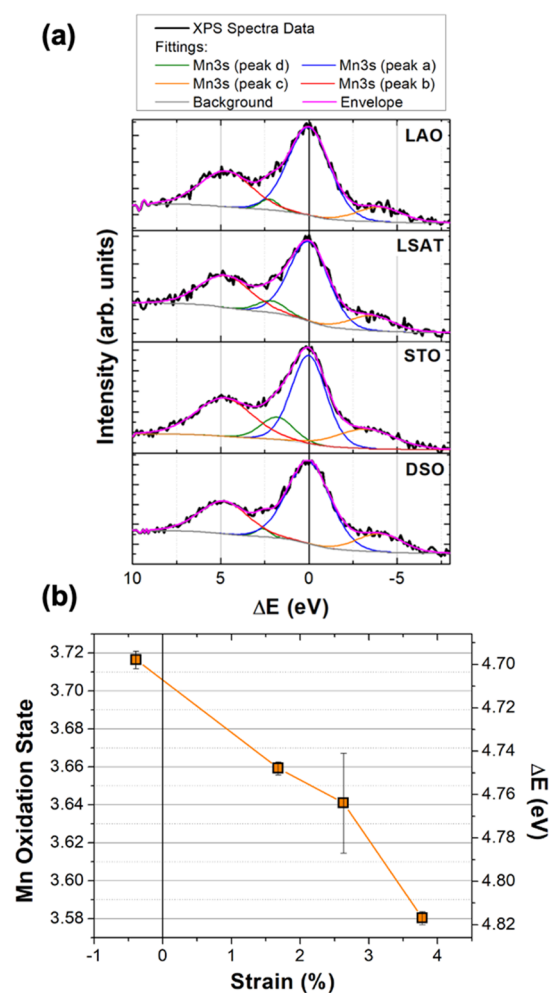 (a)
XPS Spectra Data
Fittings:
Mn3s (peak d) Mn3s (peak a)
Mn3s (peak c) Mn3s (peak b)
Background Envelope
LAO
LSAT
STO
DSO
Intensity (arb. units)
10 5 0 -5
ΔE (eV)
(b)
3.72
3.70
3.68
3.66
3.64
3.62
3.60
3.58
Mn Oxidation State
4.70
4.72
4.74
4.76
4.78
4.80
4.82
ΔE (eV)
-1 0 1 2 3 4 5
Strain (%)